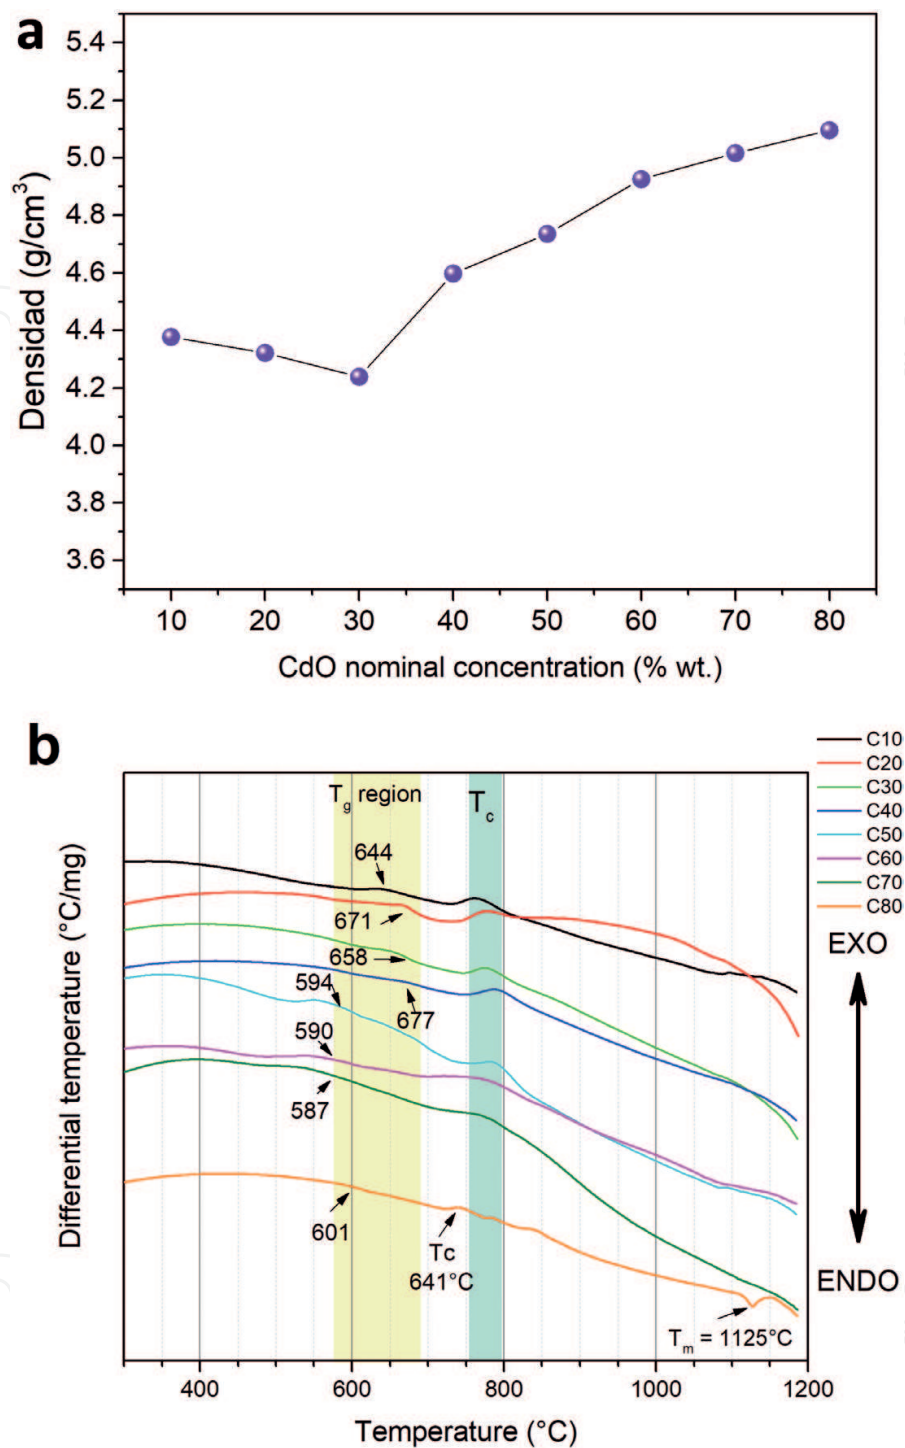 a
5.4
5.2
5.0
4.8
4.6
4.4
4.2
4.0
3.8
3.6
Densidad (g/cm³)
10 20 30 40 50 60 70 80
CdO nominal concentration (% wt.)
b
C10
C20
C30
C40
C50
C60
C70
C80
EXO
ENDO
Tg region
Tc
644
671
658
594
677
590
587
601
Tc
641°C
Tm = 1125°C
Differential temperature (°C/mg)
400 600 800 1000 1200
Temperature (°C)